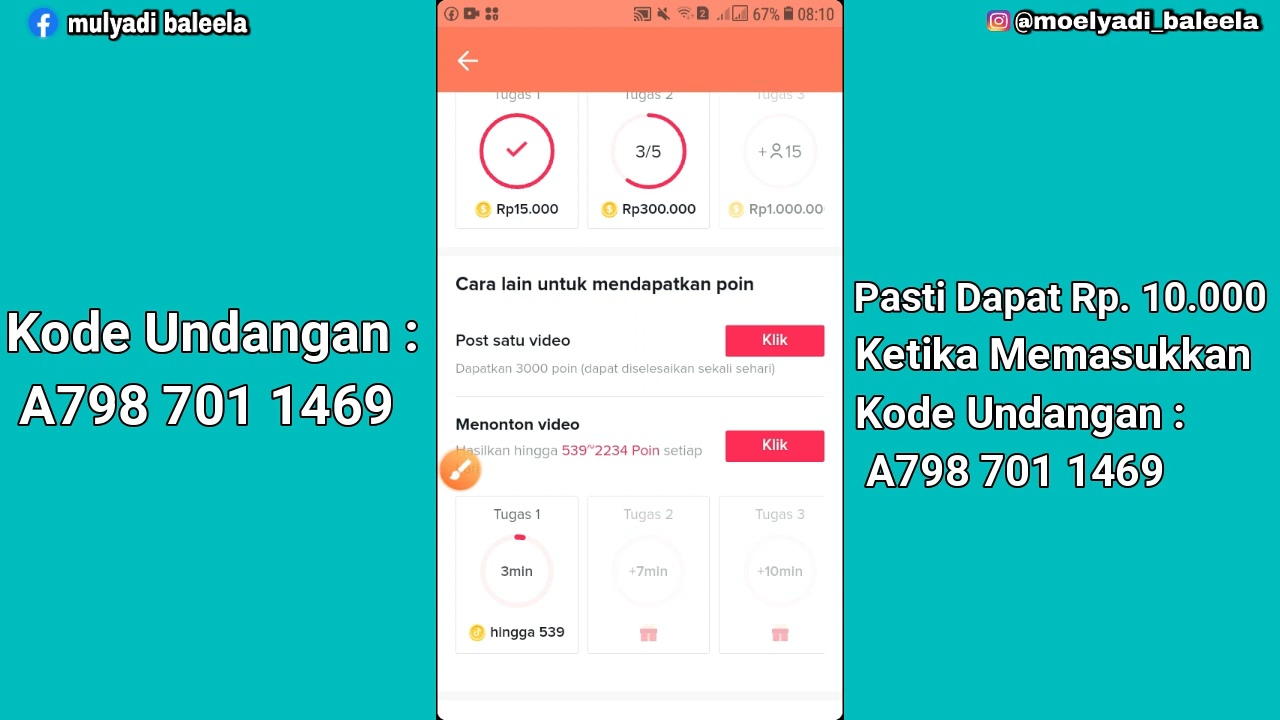 mulyadi baleela
@moelyadi_baleela
67% 08:10
Kode Undangan :
A798 701 1469
Tugas 1
Tugas 2
Tugas 3
3/5
+ 15
Rp15.000
Rp300.000
Rp1.000.00
Cara lain untuk mendapatkan poin
Post satu video
Klik
Dapatkan 3000 poin (dapat diselesaikan sekali sehari)
Menonton video
Klik
Hasilkan hingga 539~2234 Poin setiap
Tugas 1
Tugas 2
Tugas 3
3min
+7min
+10min
hingga 539
Pasti Dapat Rp. 10.000
Ketika Memasukkan
Kode Undangan :
A798 701 1469